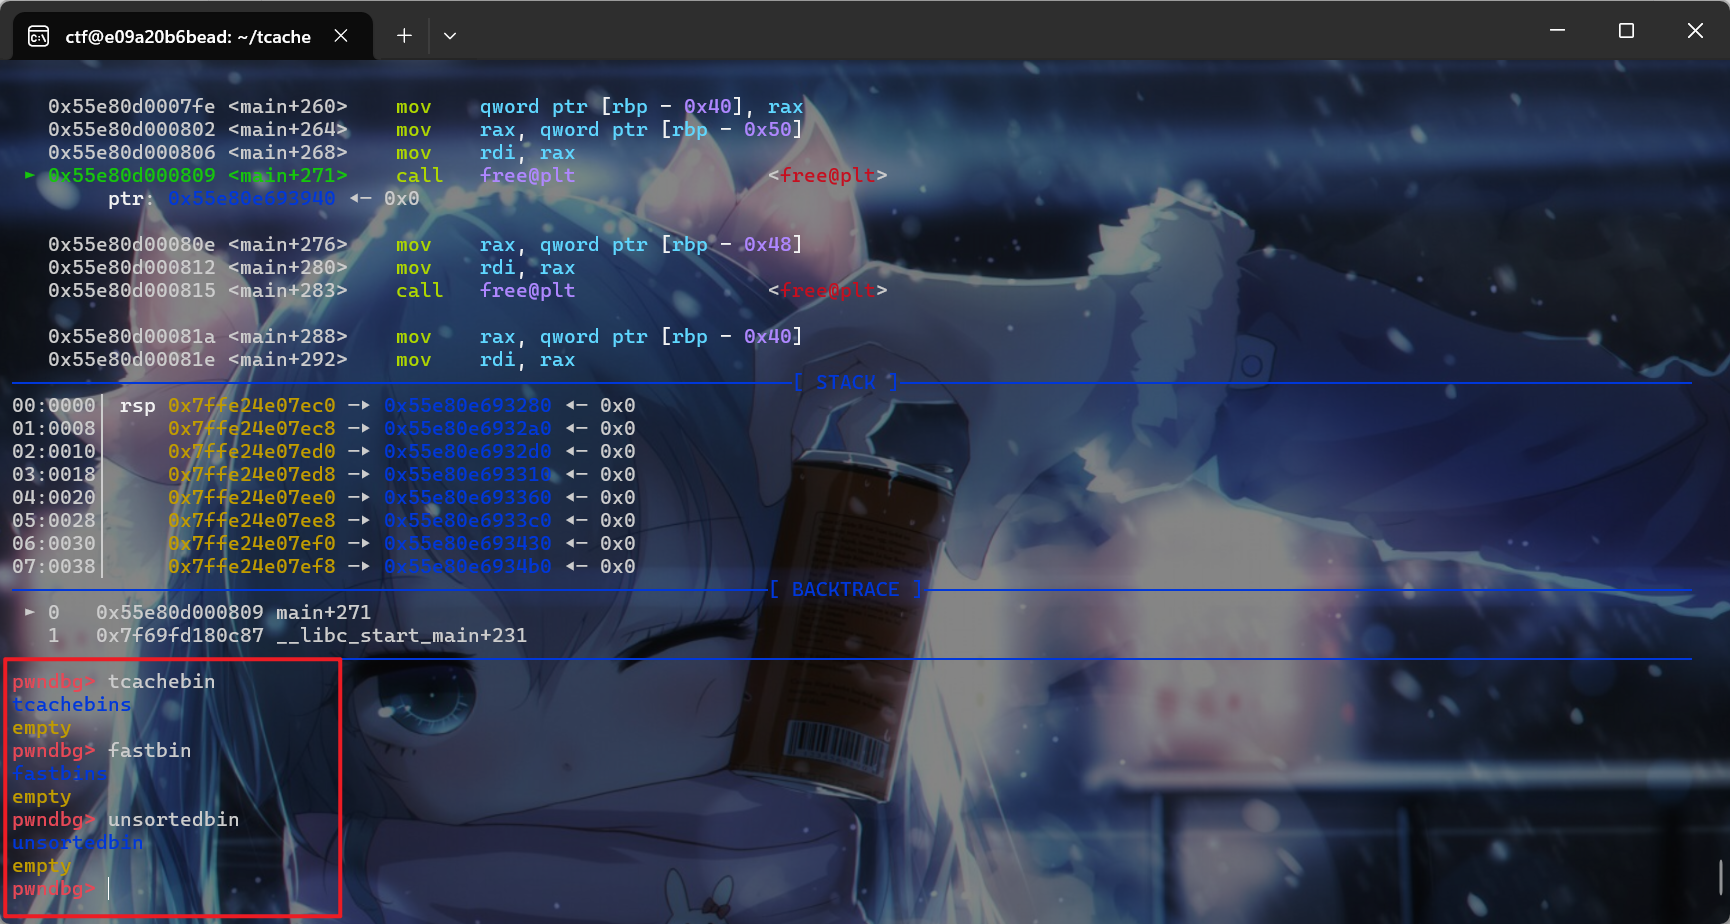 ctf@e09a20b6bead: ~/tcache
0x55e80d0007fe <main+260> mov qword ptr [rbp - 0x40], rax
0x55e80d000802 <main+264> mov rax, qword ptr [rbp - 0x50]
0x55e80d000806 <main+268> mov rdi, rax
► 0x55e80d000809 <main+271> call free@plt <free@plt>
ptr: 0x55e80e693940 ◂— 0x0
0x55e80d00080e <main+276> mov rax, qword ptr [rbp - 0x48]
0x55e80d000812 <main+280> mov rdi, rax
0x55e80d000815 <main+283> call free@plt <free@plt>
0x55e80d00081a <main+288> mov rax, qword ptr [rbp - 0x40]
0x55e80d00081e <main+292> mov rdi, rax
[ STACK ]
00:0000│ rsp 0x7ffe24e07ec0 —▸ 0x55e80e693280 ◂— 0x0
01:0008│ 0x7ffe24e07ec8 —▸ 0x55e80e6932a0 ◂— 0x0
02:0010│ 0x7ffe24e07ed0 —▸ 0x55e80e6932d0 ◂— 0x0
03:0018│ 0x7ffe24e07ed8 —▸ 0x55e80e693310 ◂— 0x0
04:0020│ 0x7ffe24e07ee0 —▸ 0x55e80e693360 ◂— 0x0
05:0028│ 0x7ffe24e07ee8 —▸ 0x55e80e6933c0 ◂— 0x0
06:0030│ 0x7ffe24e07ef0 —▸ 0x55e80e693430 ◂— 0x0
07:0038│ 0x7ffe24e07ef8 —▸ 0x55e80e6934b0 ◂— 0x0
[ BACKTRACE ]
► 0 0x55e80d000809 main+271
1 0x7f69fd180c87 __libc_start_main+231
pwndbg> tcachebin
tcachebins
empty
pwndbg> fastbin
fastbins
empty
pwndbg> unsortedbin
unsortedbin
empty
pwndbg>